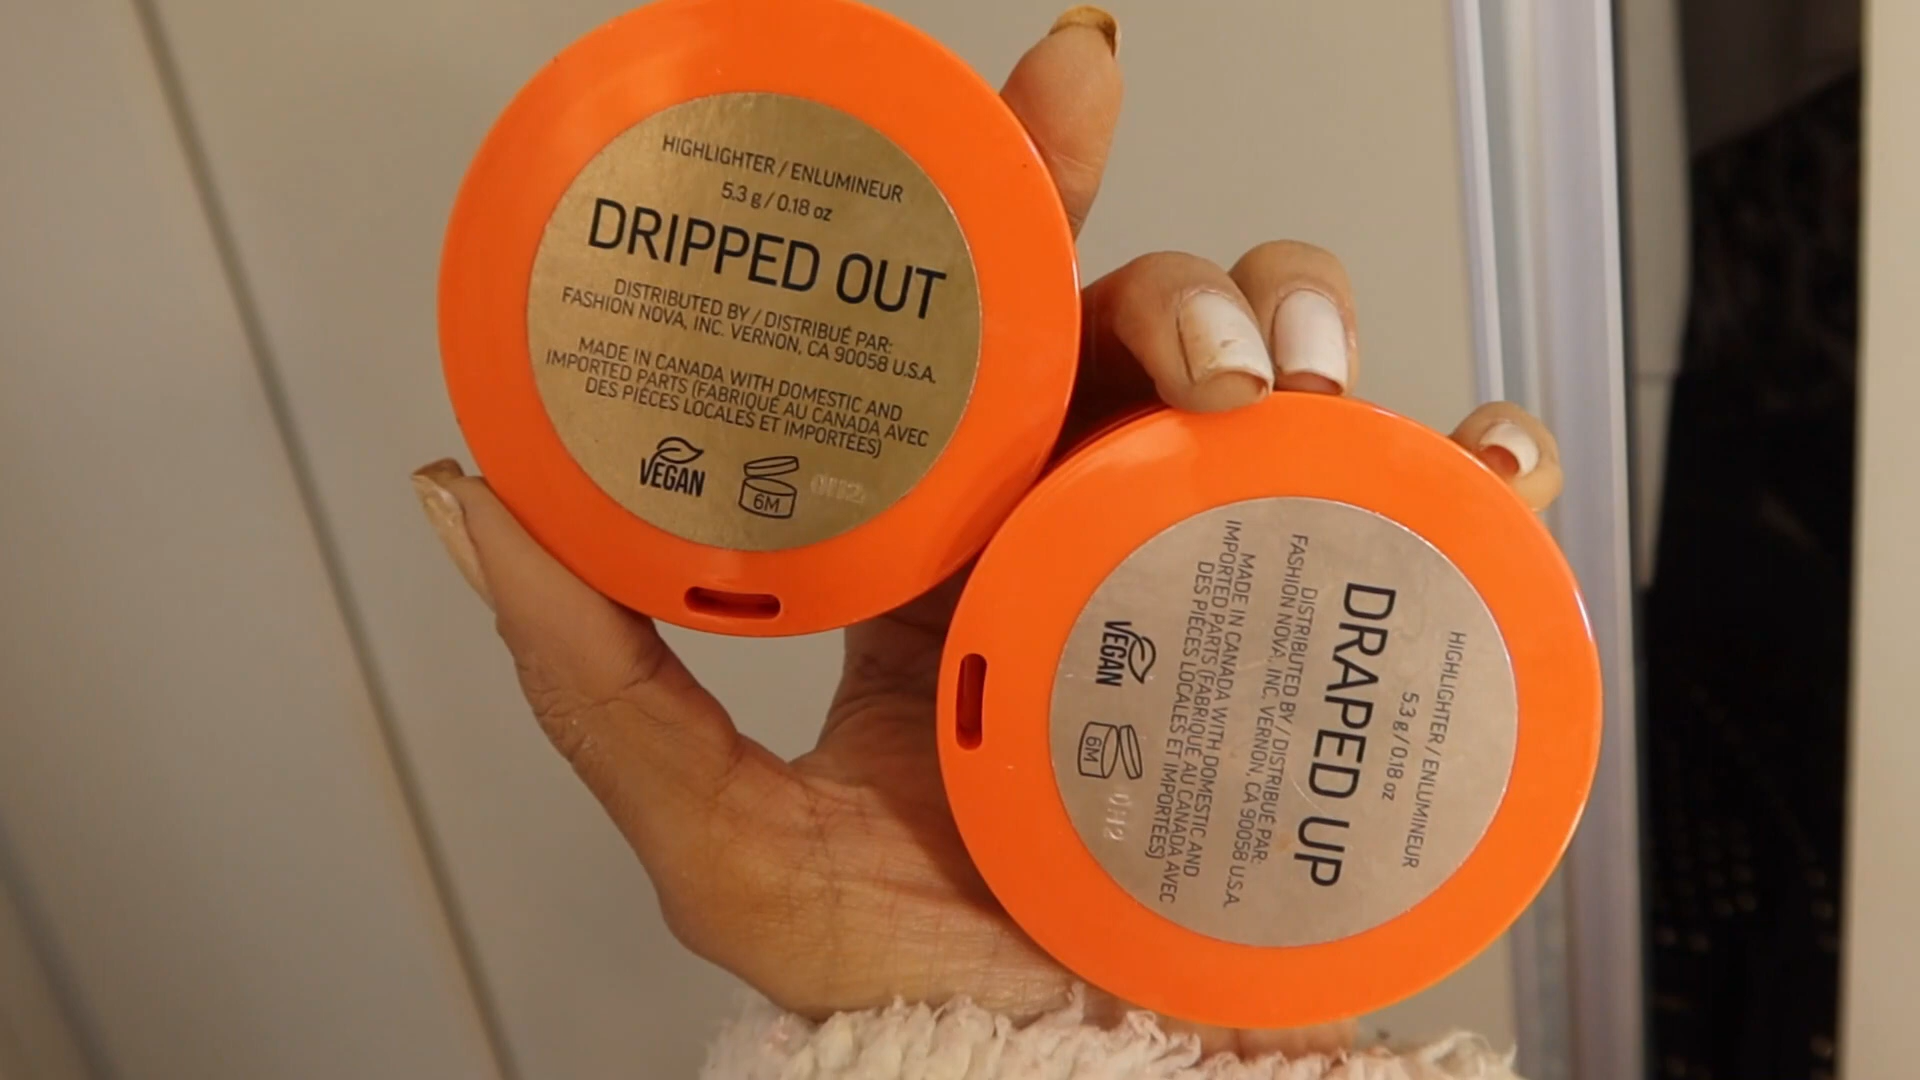 HIGHLIGHTER / ENLUMINEUR
5.3 g / 0.18 oz
DRIPPED OUT
DISTRIBUTED BY / DISTRIBUÉ PAR:
FASHION NOVA, INC. VERNON, CA 90058 U.S.A.
MADE IN CANADA WITH DOMESTIC AND
IMPORTED PARTS (FABRIQUÉ AU CANADA AVEC
DES PIÈCES LOCALES ET IMPORTÉES)
VEGAN
6M
HIGHLIGHTER / ENLUMINEUR
5.3 g / 0.18 oz
DRAPED UP
DISTRIBUTED BY / DISTRIBUÉ PAR:
FASHION NOVA, INC. VERNON, CA 90058 U.S.A.
MADE IN CANADA WITH DOMESTIC AND
IMPORTED PARTS (FABRIQUÉ AU CANADA AVEC
DES PIÈCES LOCALES ET IMPORTÉES)
VEGAN
6M